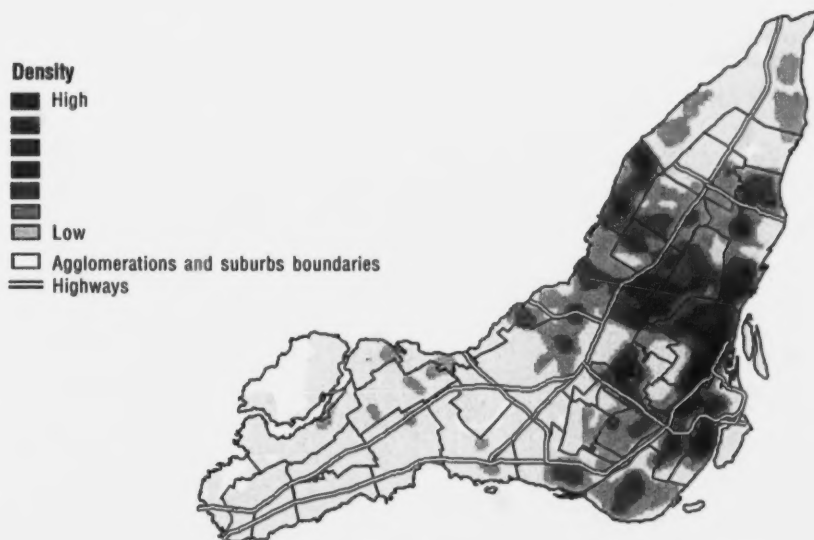 Density
High
Low
Agglomerations and suburbs boundaries
Highways